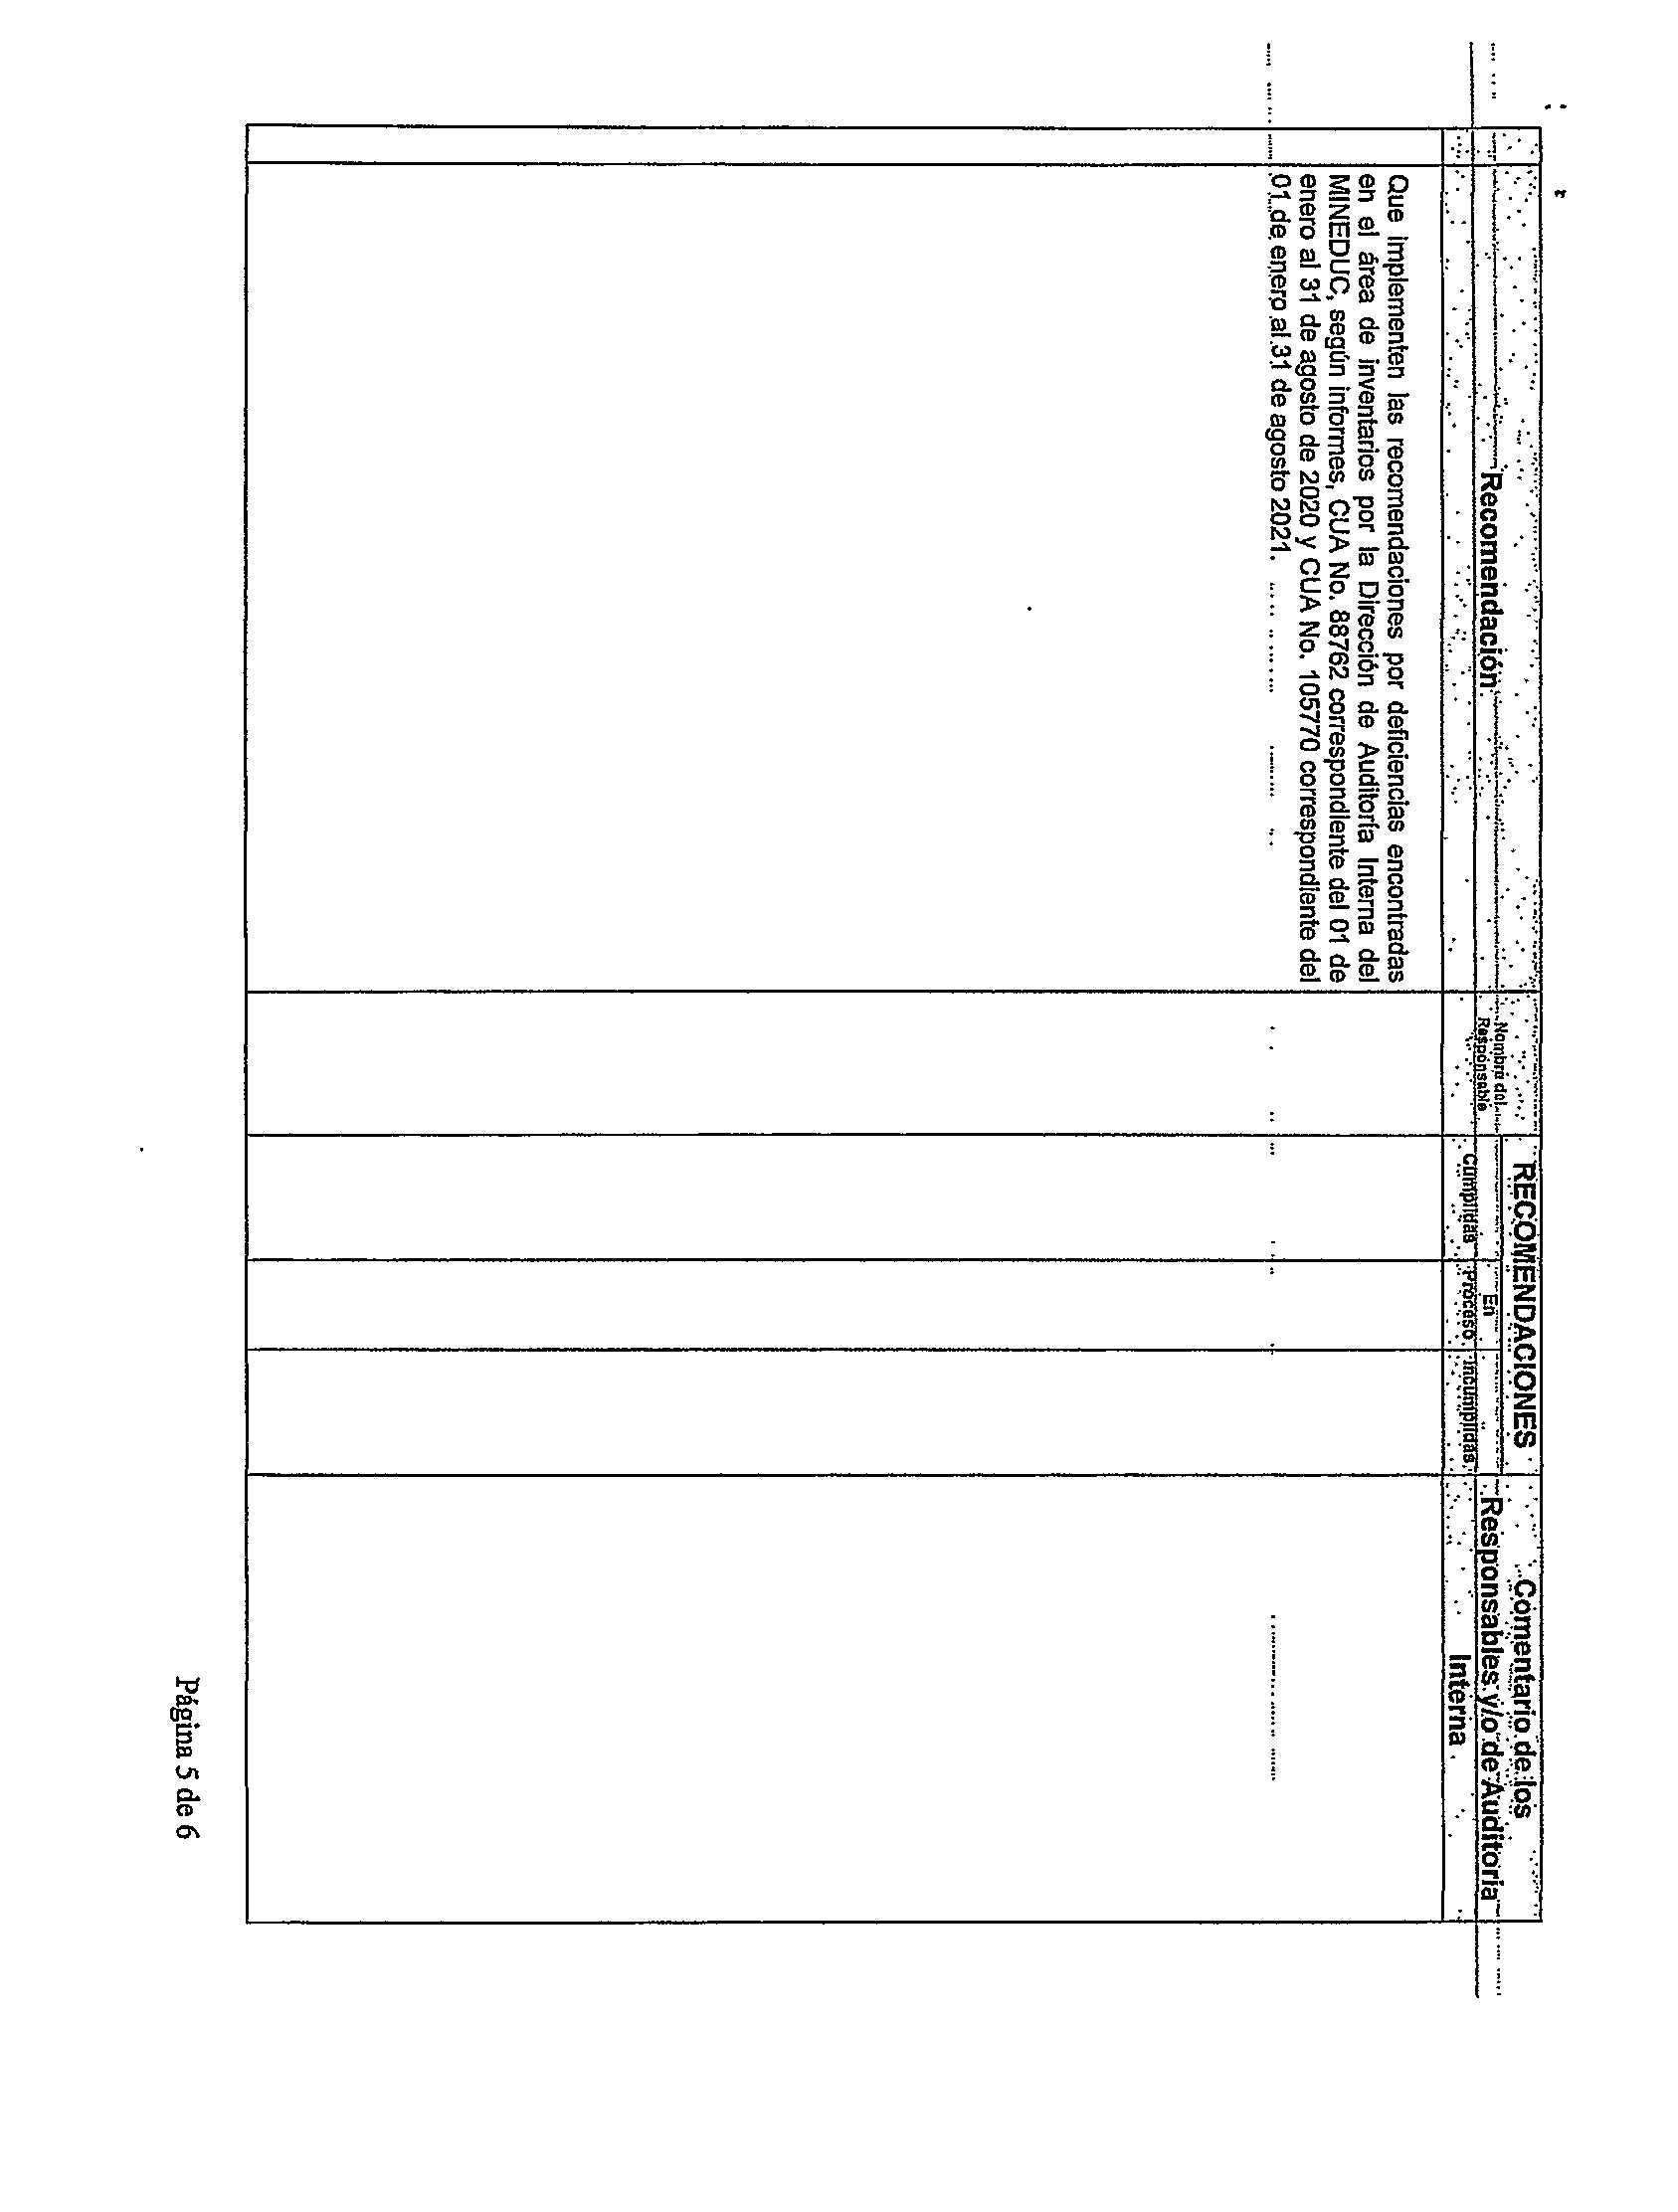 Recomendación
Nombre del
Responsable
RECOMENDACIONES
Cumplidas
En
Proceso
Incumplidas
Comentario de los
Responsables y/o de Auditoría
Interna
Que implementen las recomendaciones por deficiencias encontradas
en el área de inventarios por la Dirección de Auditoría Interna del
MINEDUC, según informes, CUA No. 88762 correspondiente del 01 de
enero al 31 de agosto de 2020 y CUA No. 105770 correspondiente del
01 de enero al 31 de agosto 2021.
Página 5 de 6